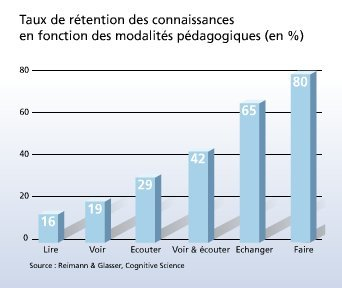 Taux de rétention des connaissances
en fonction des modalités pédagogiques (en %)
80
60
40
20
0
16
19
29
42
65
80
Lire Voir Ecouter Voir & écouter Echanger Faire
Source : Reimann & Glasser, Cognitive Science